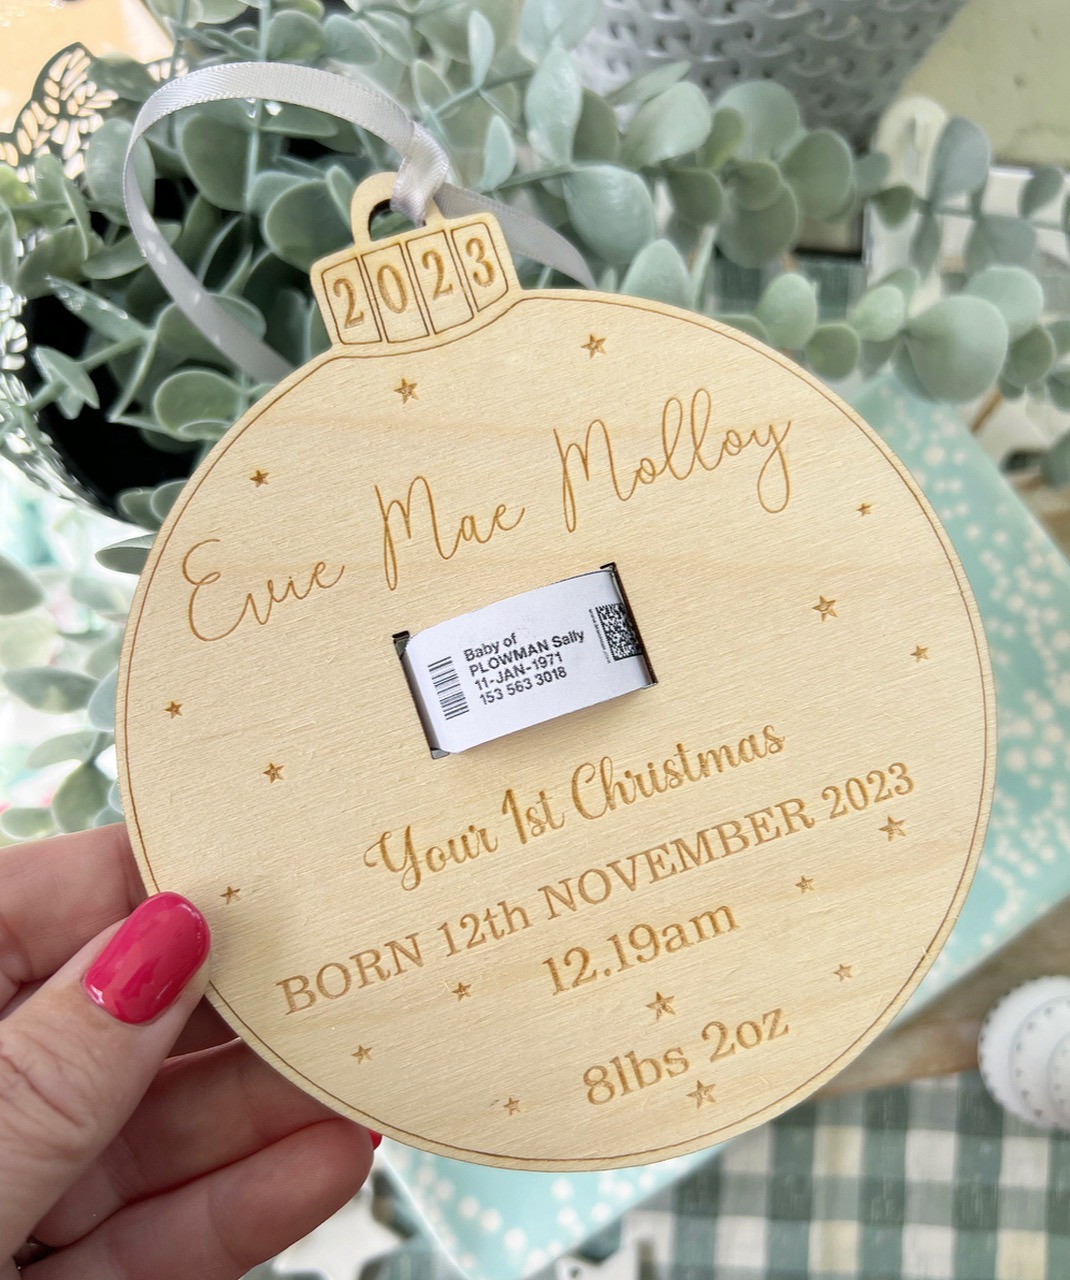 2023
Evie Mae Molloy
Baby of
PLOWMAN Sally
11-JAN-1971
153 563 3018
Your 1st Christmas
BORN 12th NOVEMBER 2023
12.19am
8lbs 2oz